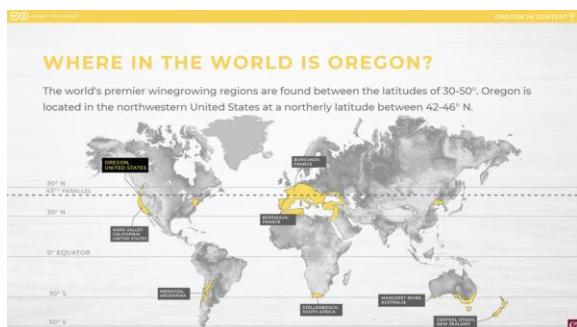 OREGON IN CONTEXT
WHERE IN THE WORLD IS OREGON?
The world's premier winegrowing regions are found between the latitudes of 30-50°. Oregon is
located in the northwestern United States at a northerly latitude between 42-46° N.
OREGON,
UNITED STATES
BURGUNDY,
FRANCE
50° N
45TH PARALLEL
BORDEAUX,
FRANCE
30° N
NAPA VALLEY
CALIFORNIA
UNITED STATES
0° EQUATOR
MENDOZA,
ARGENTINA
30° S
STELLENBOSCH,
SOUTH AFRICA
MARGARET RIVER,
AUSTRALIA
CENTRAL OTAGO,
NEW ZEALAND
50° S